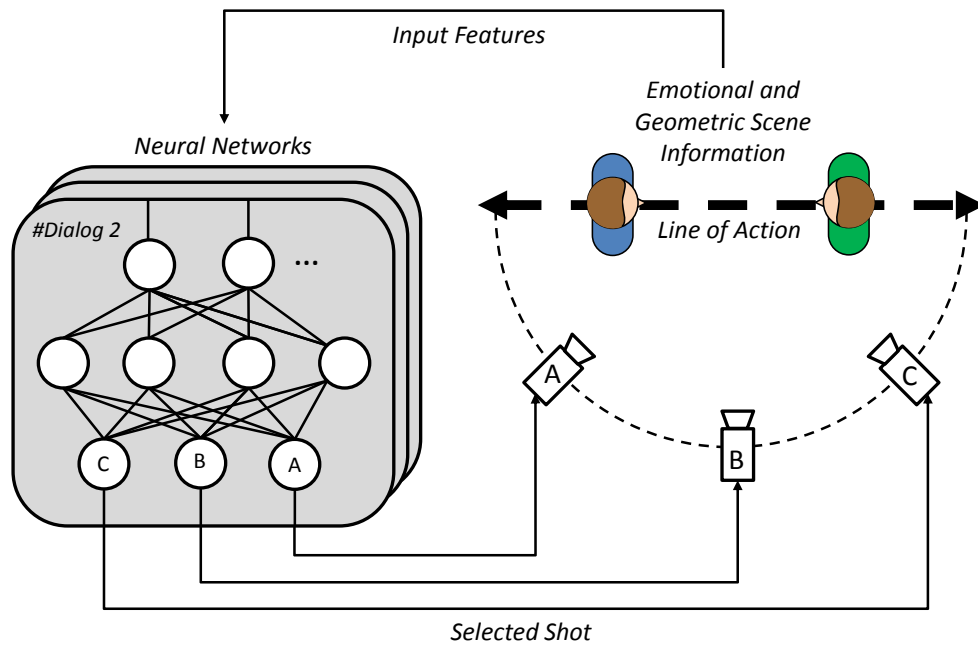 Input Features
Emotional and
Geometric Scene
Information
Neural Networks
#Dialog 2
...
Line of Action
A
C
B
C
B
A
Selected Shot